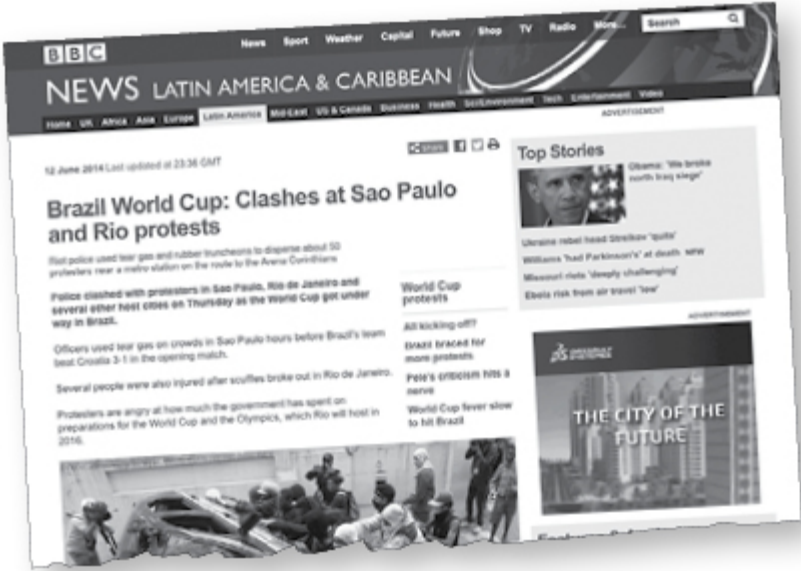 BBC
News Sport Weather Capital Future Shop TV Radio More... Search
NEWS LATIN AMERICA & CARIBBEAN
Home UK Africa Asia Europe Latin America Mid-East US & Canada Business Health Sci/Environment Tech Entertainment Video
ADVERTISEMENT
12 June 2014 Last updated at 23:36 GMT
Share
Brazil World Cup: Clashes at Sao Paulo
and Rio protests
Riot police used tear gas and rubber truncheons to disperse about 50
protesters near a metro station on the route to the Arena Corinthians
Police clashed with protesters in Sao Paulo, Rio de Janeiro and
several other host cities on Thursday as the World Cup got under
way in Brazil.
Officers used tear gas on crowds in Sao Paulo hours before Brazil's team
beat Croatia 3-1 in the opening match.
Several people were also injured after scuffles broke out in Rio de Janeiro.
Protesters are angry at how much the government has spent on
preparations for the World Cup and the Olympics, which Rio will host in
2016.
World Cup
protests
All kicking off?
Brazil braced for
more protests
Pele's criticism hits a
nerve
World Cup fever slow
to hit Brazil
Top Stories
Obama: 'We broke
north Iraq siege'
Ukraine rebel head Strelkov 'quits'
Williams 'had Parkinson's' at death NEW
Missouri riots 'deeply challenging'
Ebola risk from air travel 'low'
ADVERTISEMENT
DASSAULT
SYSTEMES
THE CITY OF THE
FUTURE